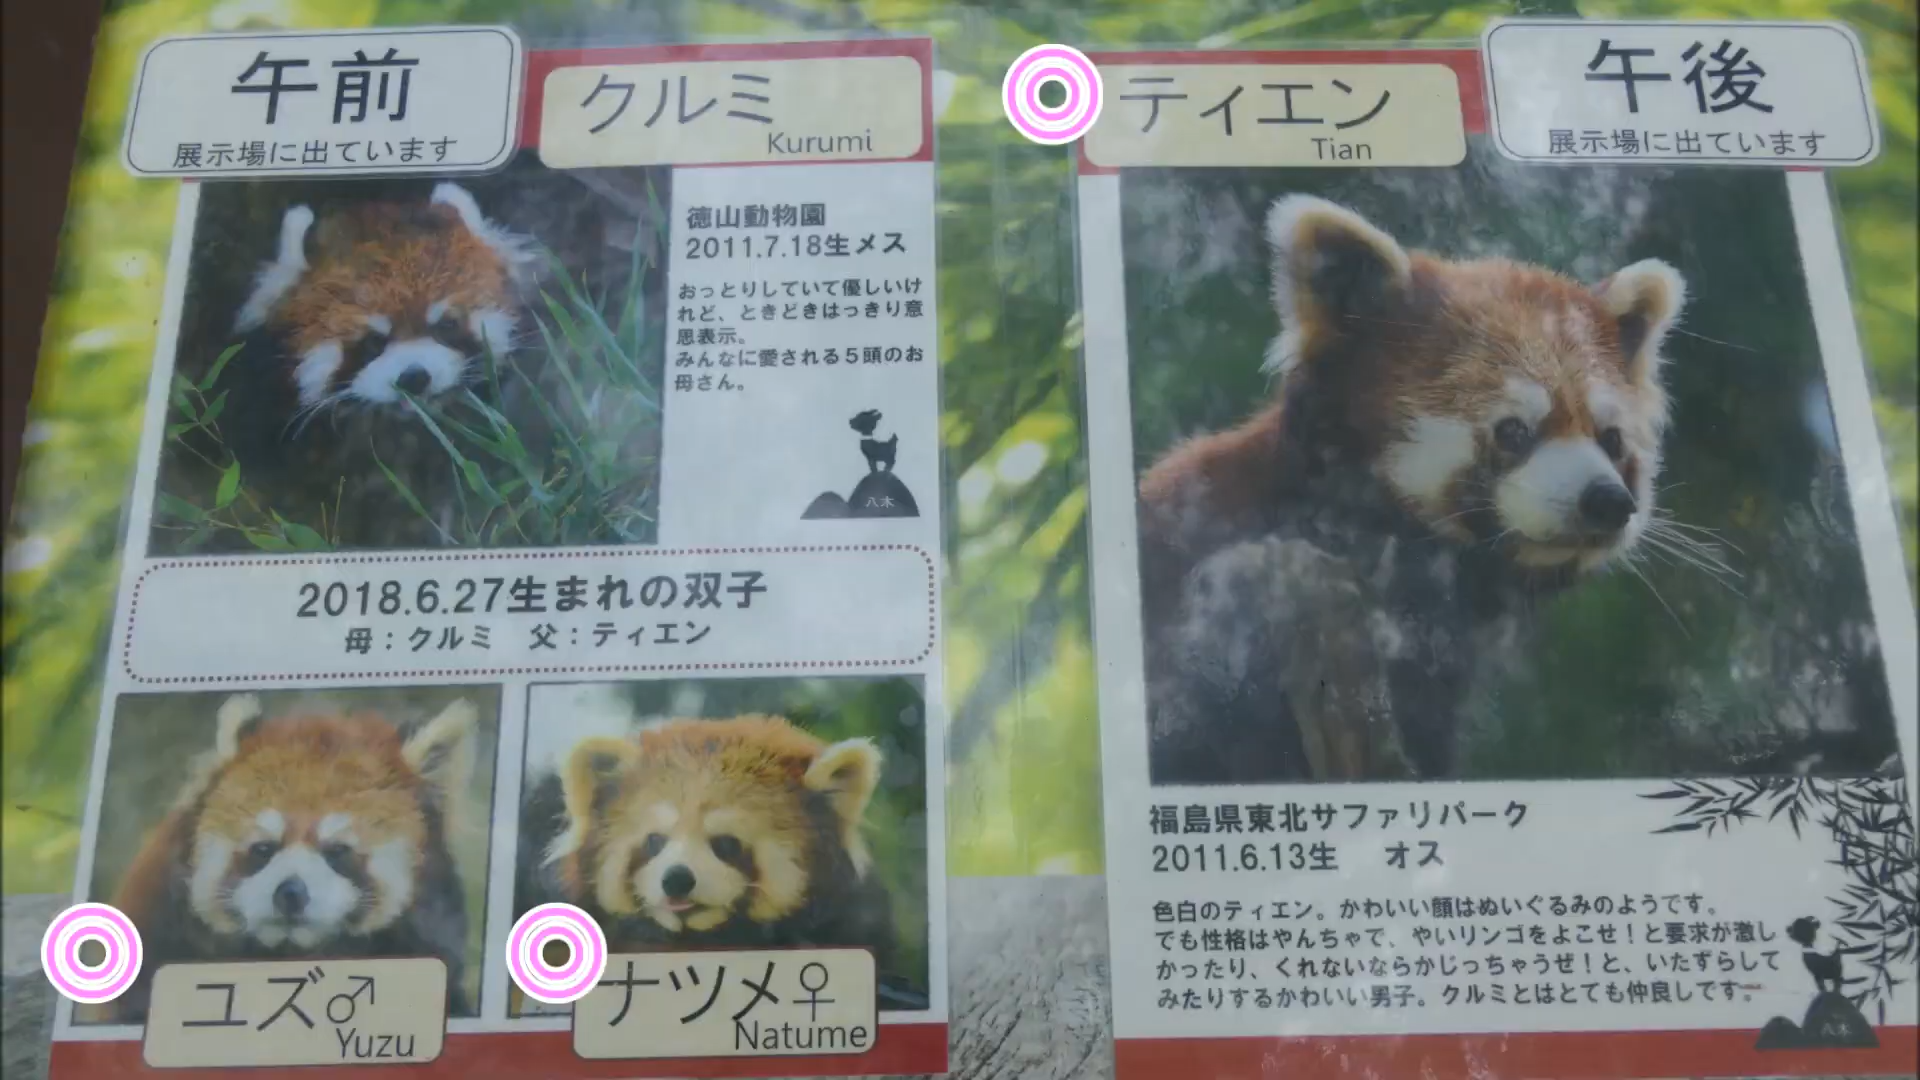 午前
展示場に出ています
クルミ
Kurumi
徳山動物園
2011.7.18生メス
おっとりしていて優しいけ
れど、ときどきはっきり意
思表示。
みんなに愛される5頭のお
母さん。
八木
2018.6.27生まれの双子
母：クルミ　父：ティエン
ユズ♂
Yuzu
ナツメ♀
Natume
ティエン
Tian
午後
展示場に出ています
福島県東北サファリパーク
2011.6.13生　オス
色白のティエン。かわいい顔はぬいぐるみのようです。
でも性格はやんちゃで、やいリンゴをよこせ！と要求が激し
かったり、くれないならかじっちゃうぜ！と、いたずらして
みたりするかわいい男子。クルミとはとても仲良しです。
八木